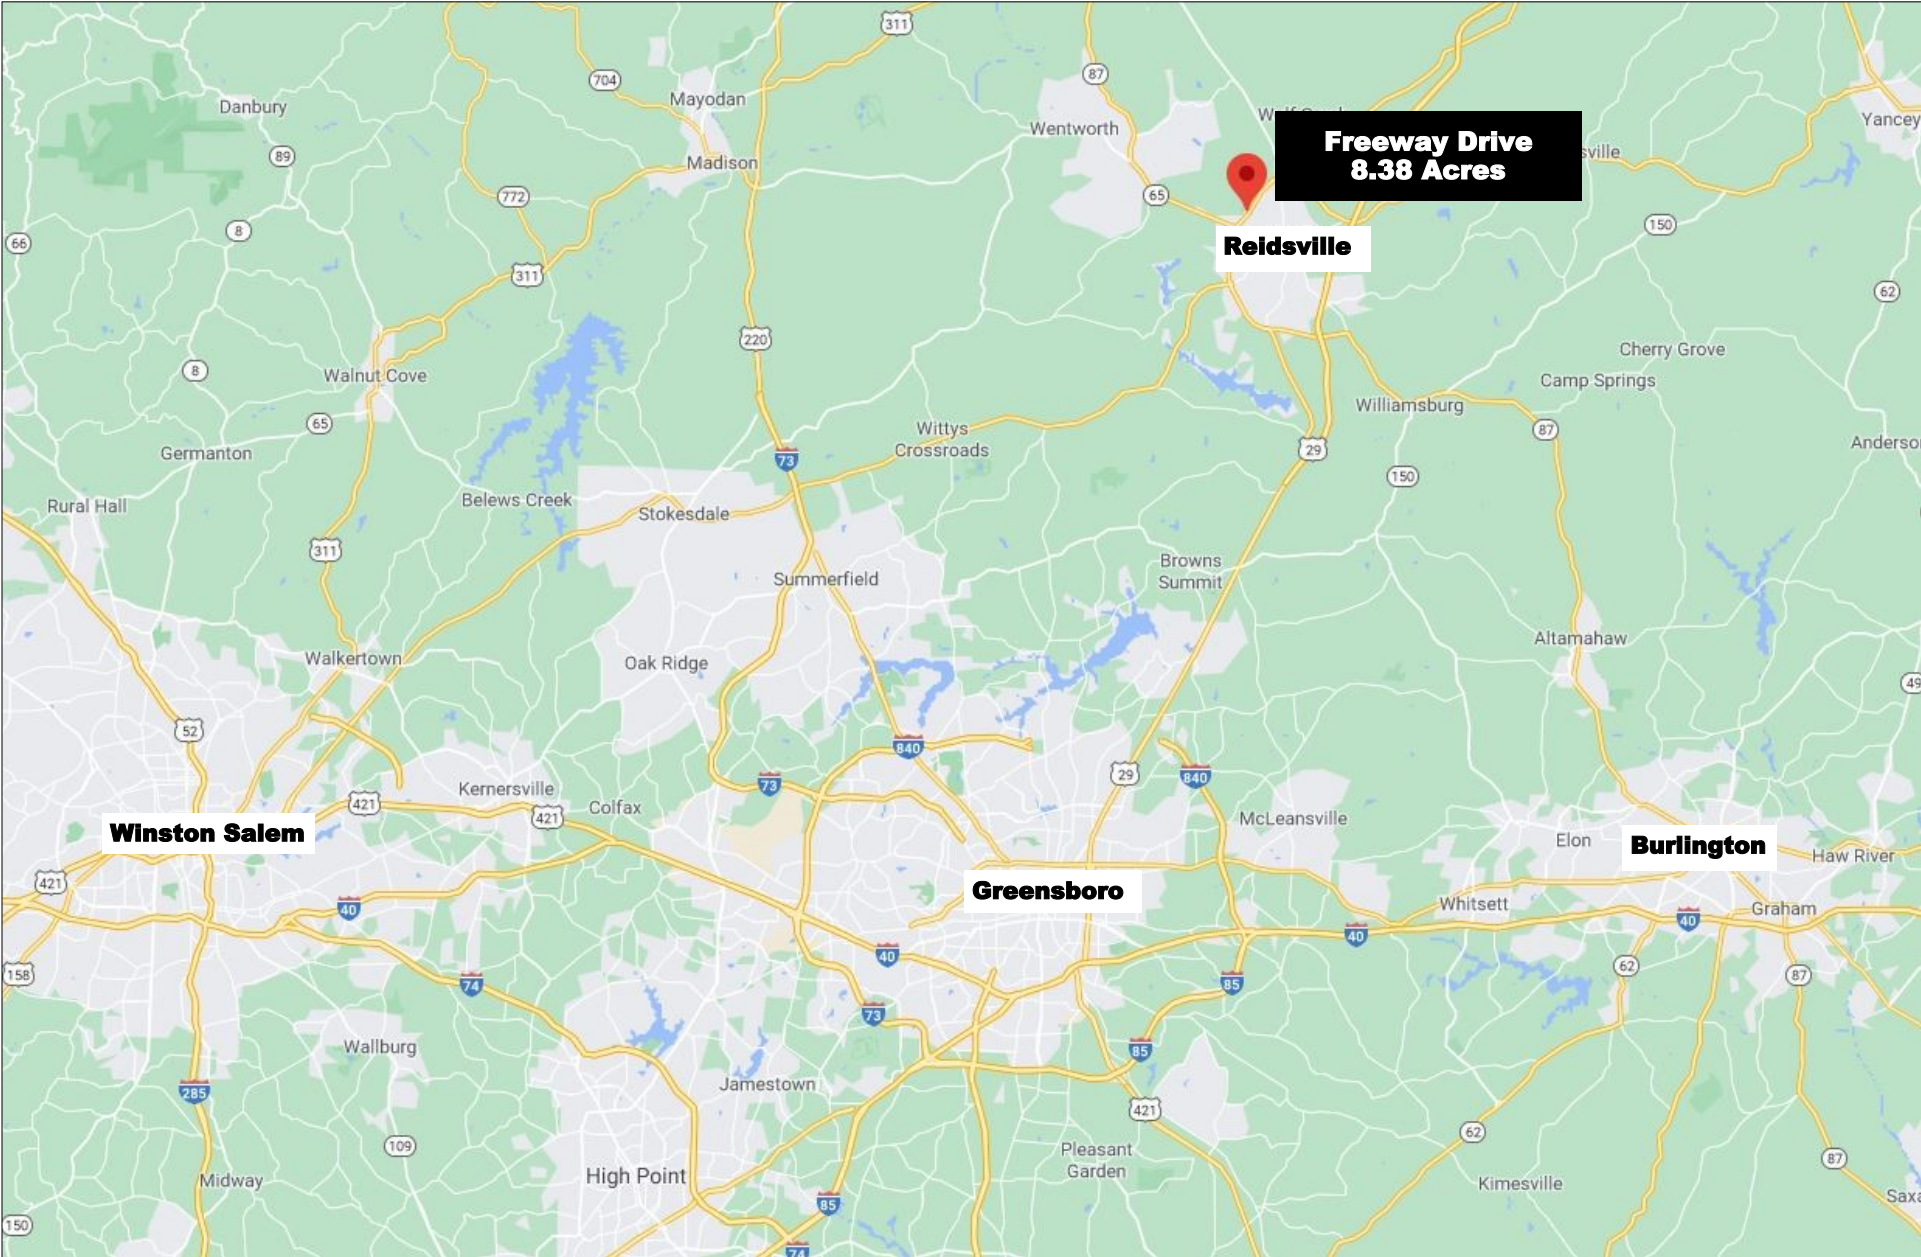 311
704
87
Mayodan
Danbury
Wentworth
Yancey
Freeway Drive
8.38 Acres
sville
89
Madison
772
65
8
66
150
Reidsville
311
62
220
Cherry Grove
8
Walnut Cove
Camp Springs
Williamsburg
65
Wittys
Crossroads
87
Germanton
73
29
Anderso
150
Rural Hall
Belews Creek
Stokesdale
311
Browns
Summit
Summerfield
Altamahaw
Walkertown
Oak Ridge
49
52
840
29
840
73
Kernersville
421
Colfax
421
McLeansville
Winston Salem
Elon
Burlington
Haw River
421
Greensboro
40
Whitsett
Graham
40
40
40
158
74
85
62
87
73
Wallburg
85
Jamestown
285
421
109
62
Pleasant
Garden
87
High Point
Midway
Kimesville
Saxa
85
150
74